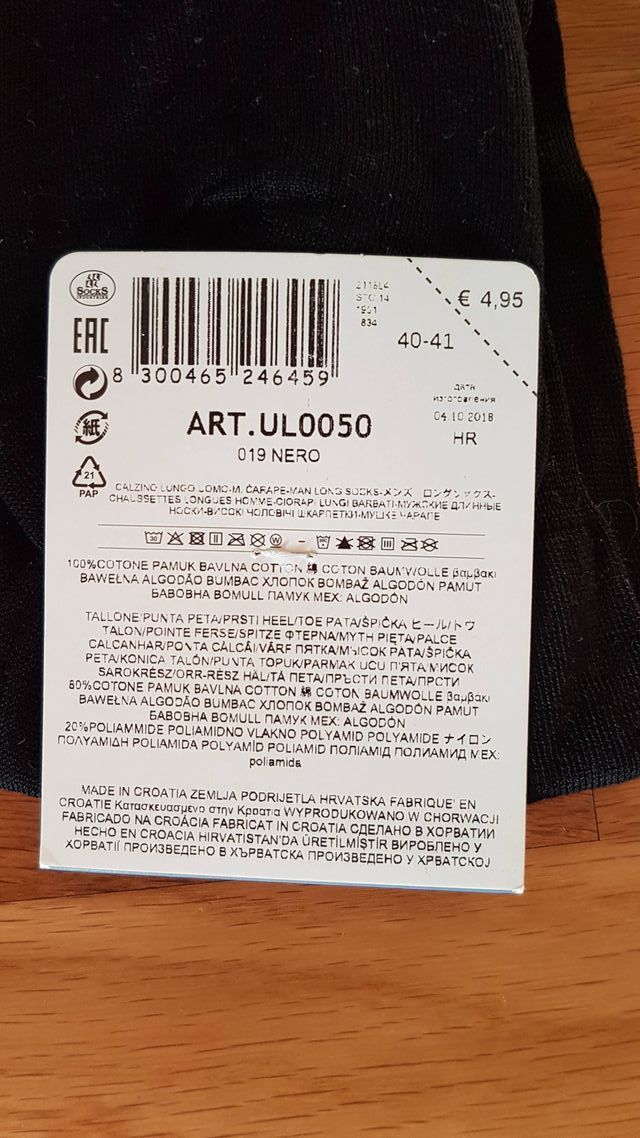 SOCKS
EAC
8 300465 246459
834
€ 4,95
40-41
ДАТА
ИЗГОТОВЛЕНИЯ
04.10 2018
HR
紙
21
PAP
ART.UL0050
019 NERO
CALZINO LUNGO UOMO-M. ČARAPE-MAN LONG SOCKS-メンズ ロングソックス-
CHAUSSETTES LONGUES HOMME-CIORAPI LUNGI BARBATI-МУЖСКИЕ ДЛИННЫЕ
НОСКИ-ВИСОКІ ЧОЛОВІЧІ ШКАРПЕТКИ-МУШКЕ ЧАРАПЕ
100%COTONE PAMUK BAVLNA COTTON 綿 COTON BAUMWOLLE βαμβάκι
BAWEŁNA ALGODÃO BUMBAC ХЛОПОК BOMBAŽ ALGODÓN PAMUT
БАВОВНА BOMULL ПАМУК MEX: ALGODÓN
TALLONE/PUNTA PETA/PRSTI HEEL/TOE PATA/ŠPIČKA ヒール/トウ
TALON/POINTE FERSE/SPITZE ΦΤΕΡΝΑ/ΜΥΤΗ PIĘTA/PALCE
CALCANHAR/PONTA CĂLCÂI/VÂRF ПЯТКА/МЫСОК PATA/ŠPIČKA
PETA/KONICA TALÓN/PUNTA TOPUK/PARMAK UCU П'ЯТА/МИСОК
SAROKRÉSZ/ORR-RÉSZ HÄL/TÅ ПЕТА/ПРЪСТИ ПЕТА/ПРСТИ
80%COTONE PAMUK BAVLNA COTTON 綿 COTON BAUMWOLLE βαμβάκι
BAWEŁNA ALGODÃO BUMBAC ХЛОПОК BOMBAŽ ALGODÓN PAMUT
БАВОВНА BOMULL ПАМУК MEX: ALGODÓN
20%POLIAMMIDE POLIAMIDNO VLAKNO POLYAMID POLYAMIDE ナイロン
ΠΟΛΥΑΜΙΔΗ POLIAMIDA POLYAMID POLIAMID ПОЛІАМІД ПОЛИАМИД MEX:
poliamida
MADE IN CROATIA ZEMLJA PODRIJETLA HRVATSKA FABRIQUE' EN
CROATIE Κατασκευασμένο στην Κροατία WYPRODUKOWANO W CHORWACJI
FABRICADO NA CROÁCIA FABRICAT IN CROATIA СДЕЛАНО В ХОРВАТИИ
HECHO EN CROACIA HIRVATISTAN'DA ÜRETİLMİŞTİR ВИРОБЛЕНО У
ХОРВАТІЇ ПРОИЗВЕДЕНО В ХЪРВАТСКА ПРОИЗВЕДЕНО У ХРВАТСКОЈ